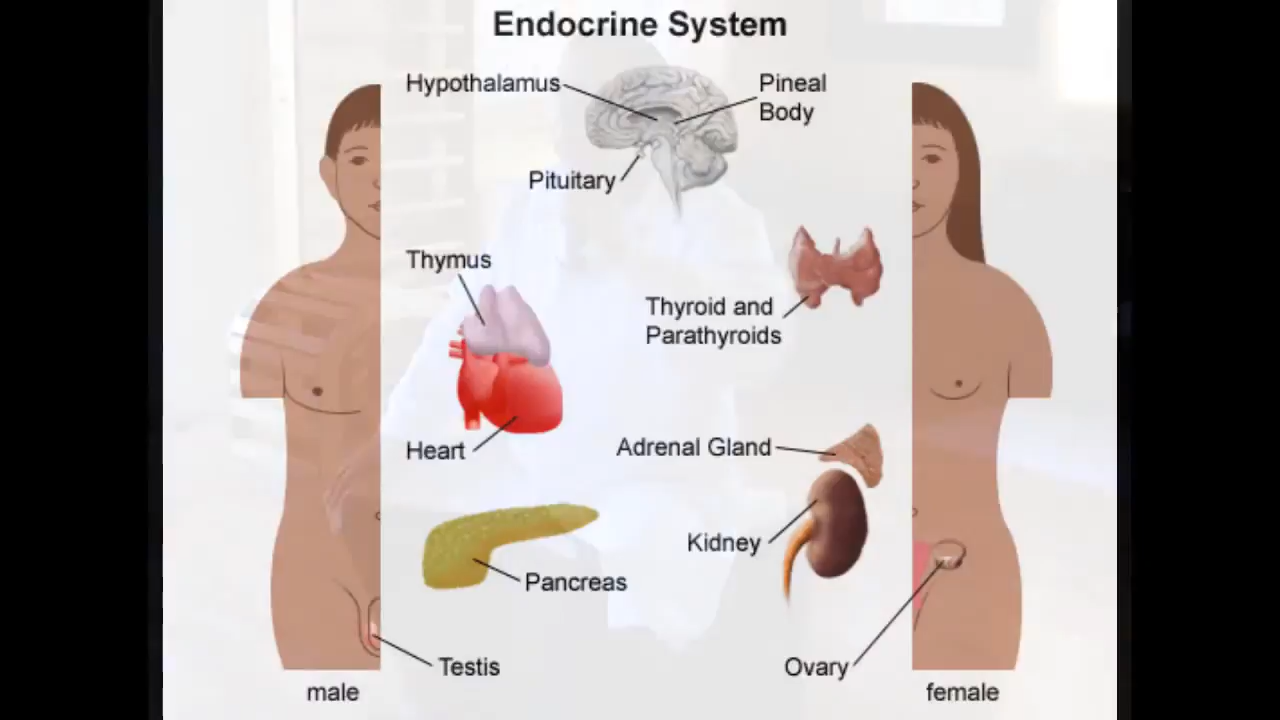 Endocrine System
Hypothalamus
Pineal
Body
Pituitary
Thymus
Thyroid and
Parathyroids
Heart
Adrenal Gland
Kidney
Pancreas
Testis
Ovary
male
female